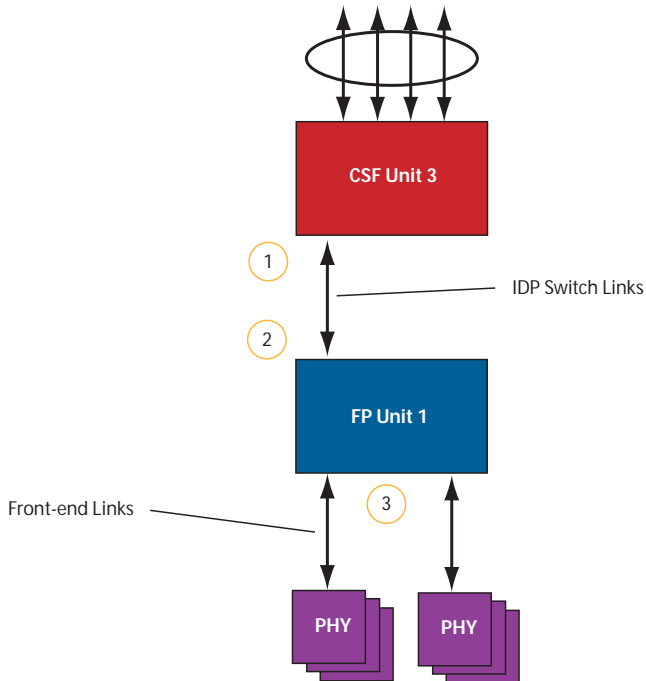 CSF Unit 3
1
IDP Switch Links
2
FP Unit 1
3
Front-end Links
PHY
PHY